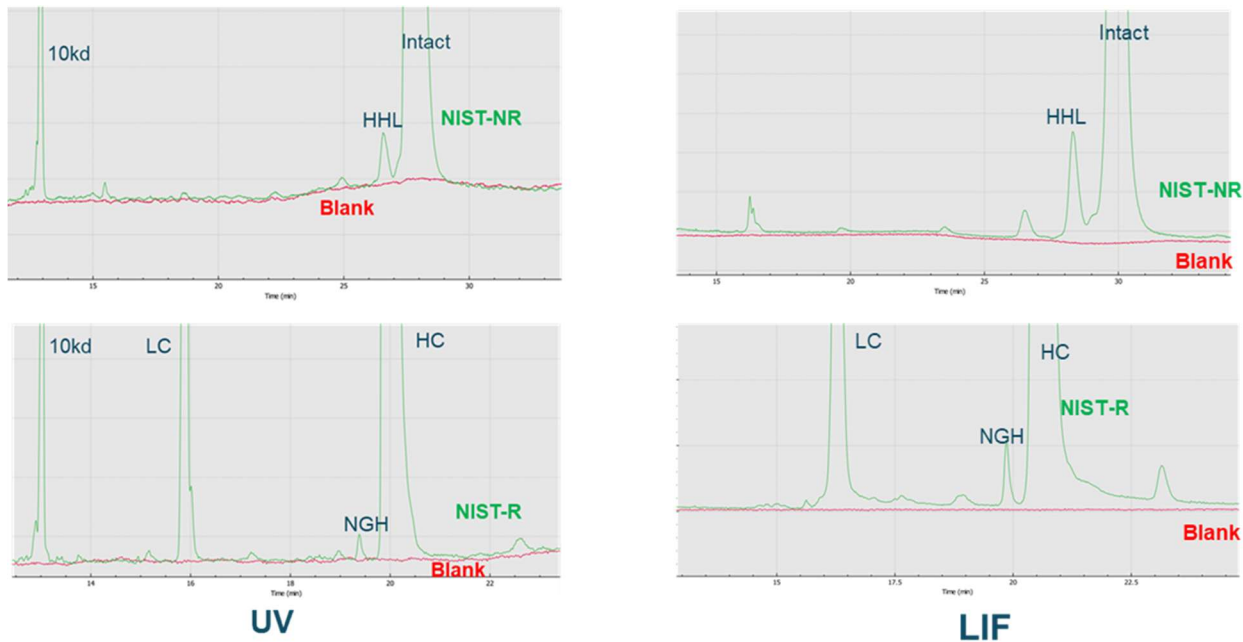 10kd
Intact
HHL
NIST-NR
Blank
15 20 25 30
Time (min)
Intact
HHL
NIST-NR
Blank
15 20 25 30
Time (min)
10kd
LC
HC
NIST-R
NGH
Blank
14 16 18 20 22
Time (min)
UV
LC
HC
NIST-R
NGH
Blank
15 17.5 20 22.5
Time (min)
LIF